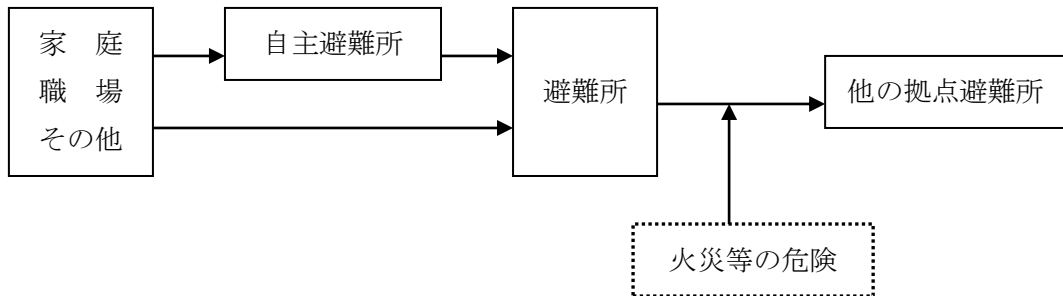 家　庭
職　場
その他
自主避難所
避難所
他の拠点避難所
火災等の危険